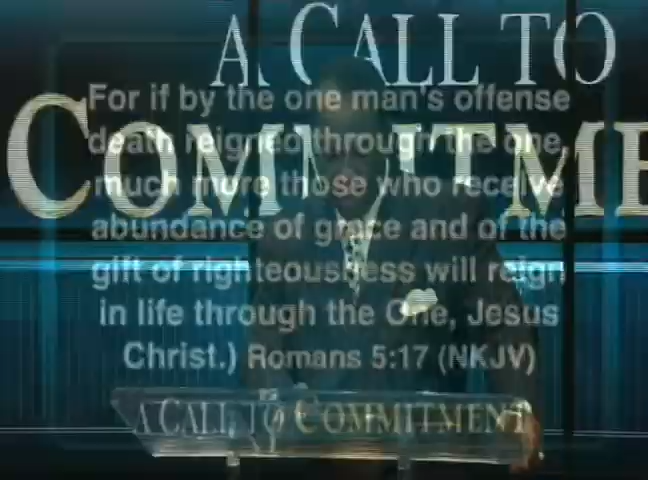 A CALL TO
COMMITME
For if by the one man's offense
death reigned through the one,
much more those who receive
abundance of grace and of the
gift of righteousness will reign
in life through the One, Jesus
Christ.) Romans 5:17 (NKJV)
A CALL TO COMMITMENT